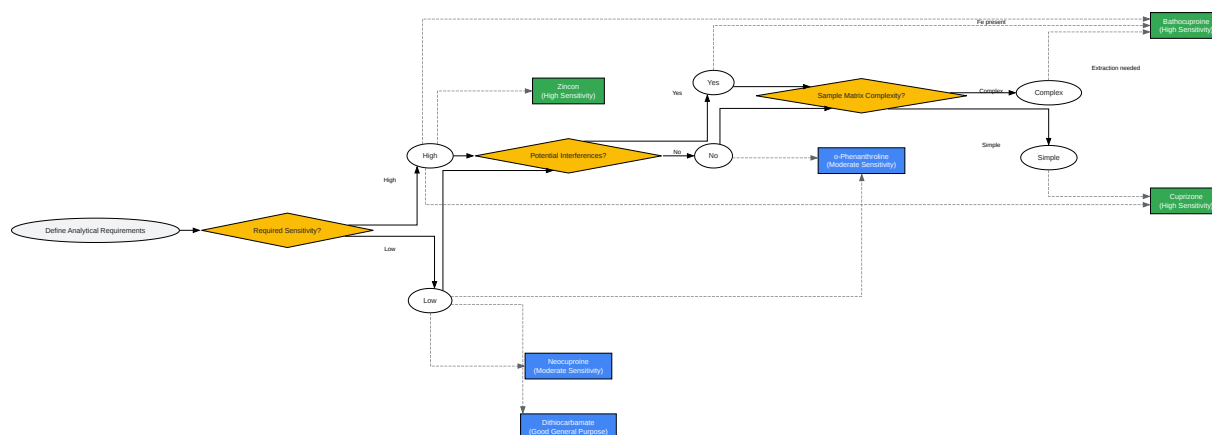 Fe present
Bathocuproine
(High Sensitivity)
Extraction needed
Zincon
(High Sensitivity)
Yes
Yes
Sample Matrix Complexity?
Complex
Complex
High
Potential Interferences?
No
No
o-Phenanthroline
(Moderate Sensitivity)
Simple
Simple
High
Cuprizone
(High Sensitivity)
Define Analytical Requirements
Required Sensitivity?
Low
Low
Neocuproine
(Moderate Sensitivity)
Dithiocarbamate
(Good General Purpose)